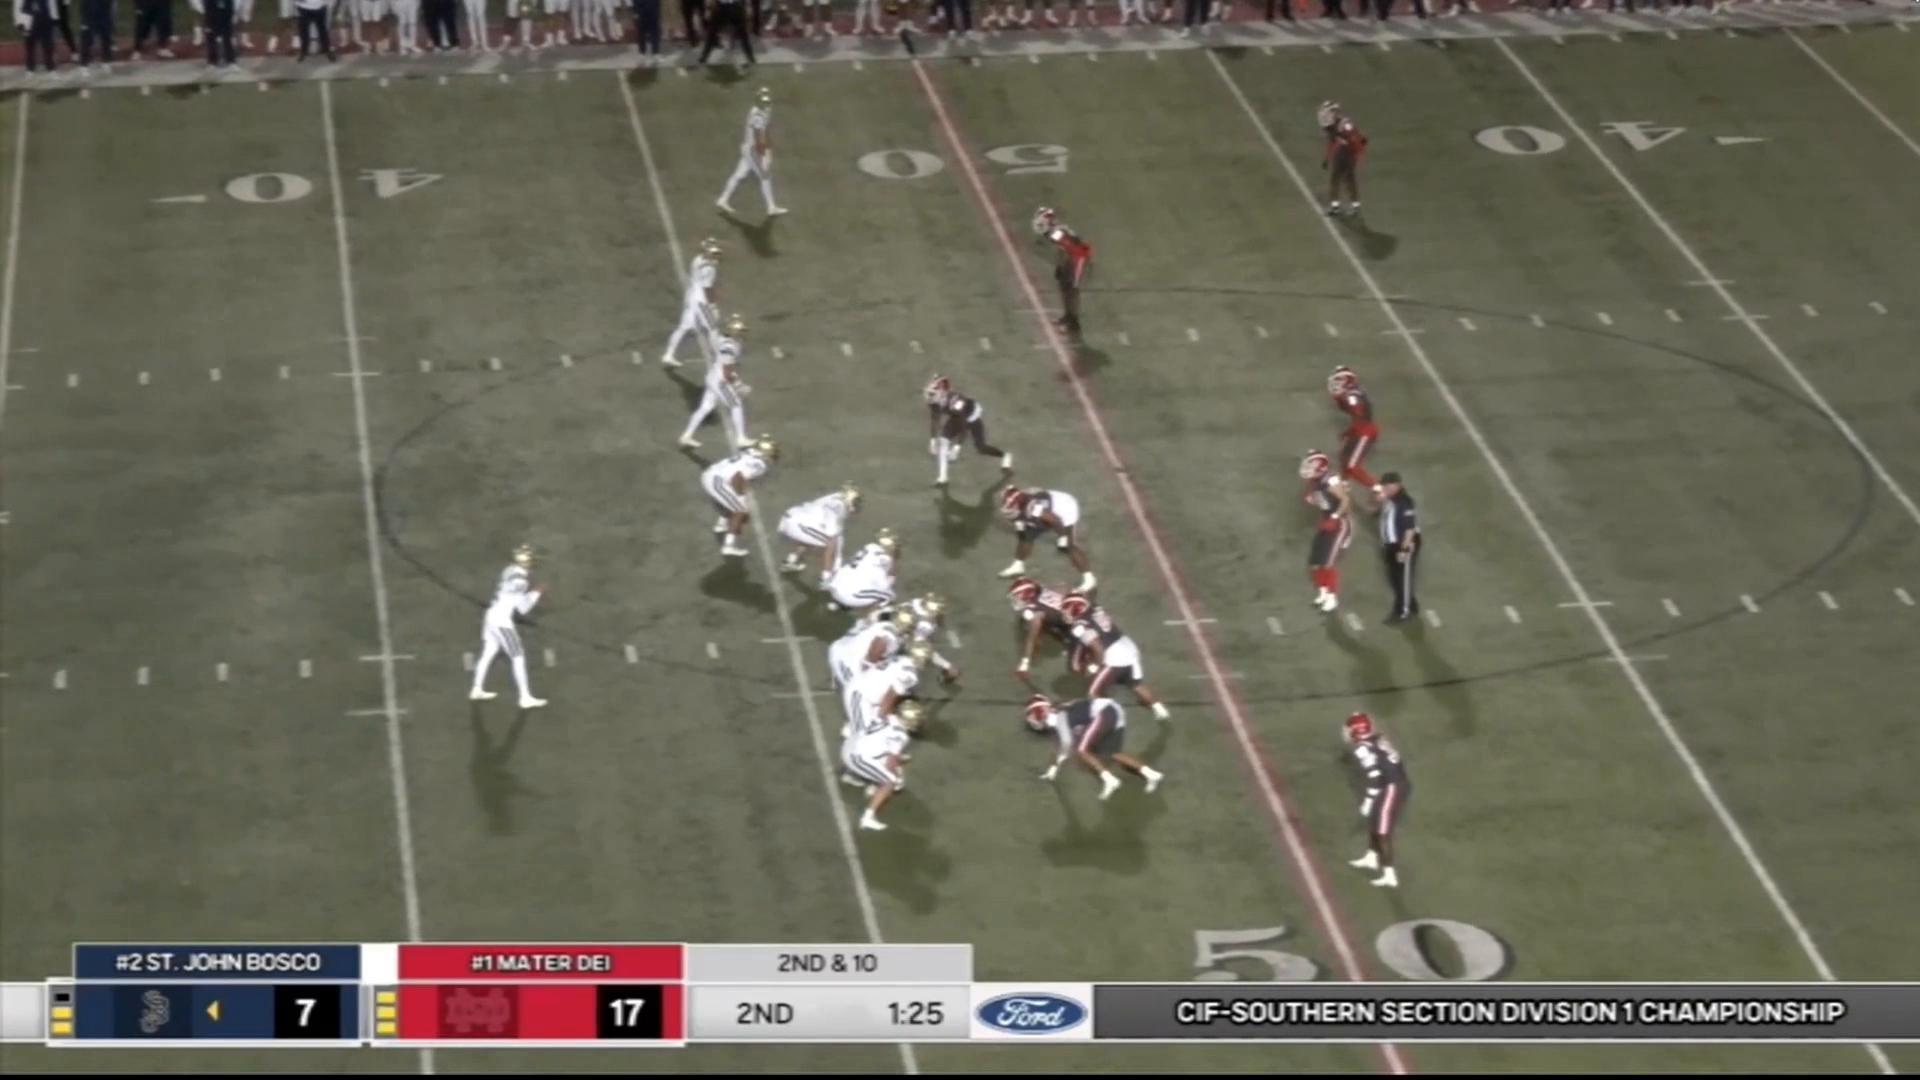 40
50
40
50
#2 ST. JOHN BOSCO
#1 MATER DEI
2ND & 10
7
17
2ND 1:25
Ford
CIF-SOUTHERN SECTION DIVISION 1 CHAMPIONSHIP